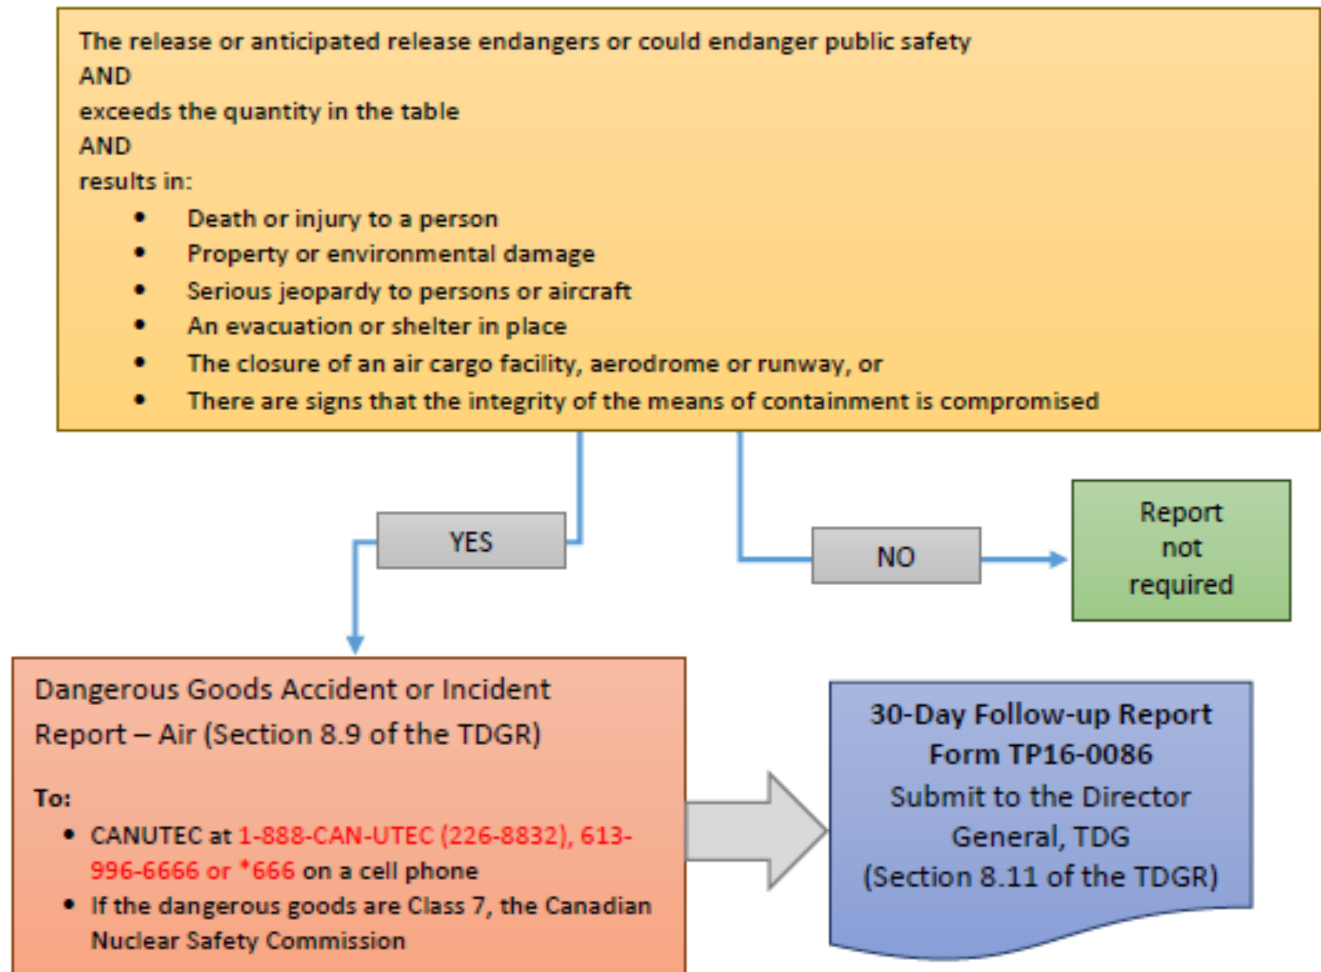 The release or anticipated release endangers or could endanger public safety
AND
exceeds the quantity in the table
AND
results in:
• Death or injury to a person
• Property or environmental damage
• Serious jeopardy to persons or aircraft
• An evacuation or shelter in place
• The closure of an air cargo facility, aerodrome or runway, or
• There are signs that the integrity of the means of containment is compromised
YES
NO
Report
not
required
Dangerous Goods Accident or Incident
Report – Air (Section 8.9 of the TDGR)
To:
• CANUTEC at 1-888-CAN-UTEC (226-8832), 613-
996-6666 or *666 on a cell phone
• If the dangerous goods are Class 7, the Canadian
Nuclear Safety Commission
30-Day Follow-up Report
Form TP16-0086
Submit to the Director
General, TDG
(Section 8.11 of the TDGR)